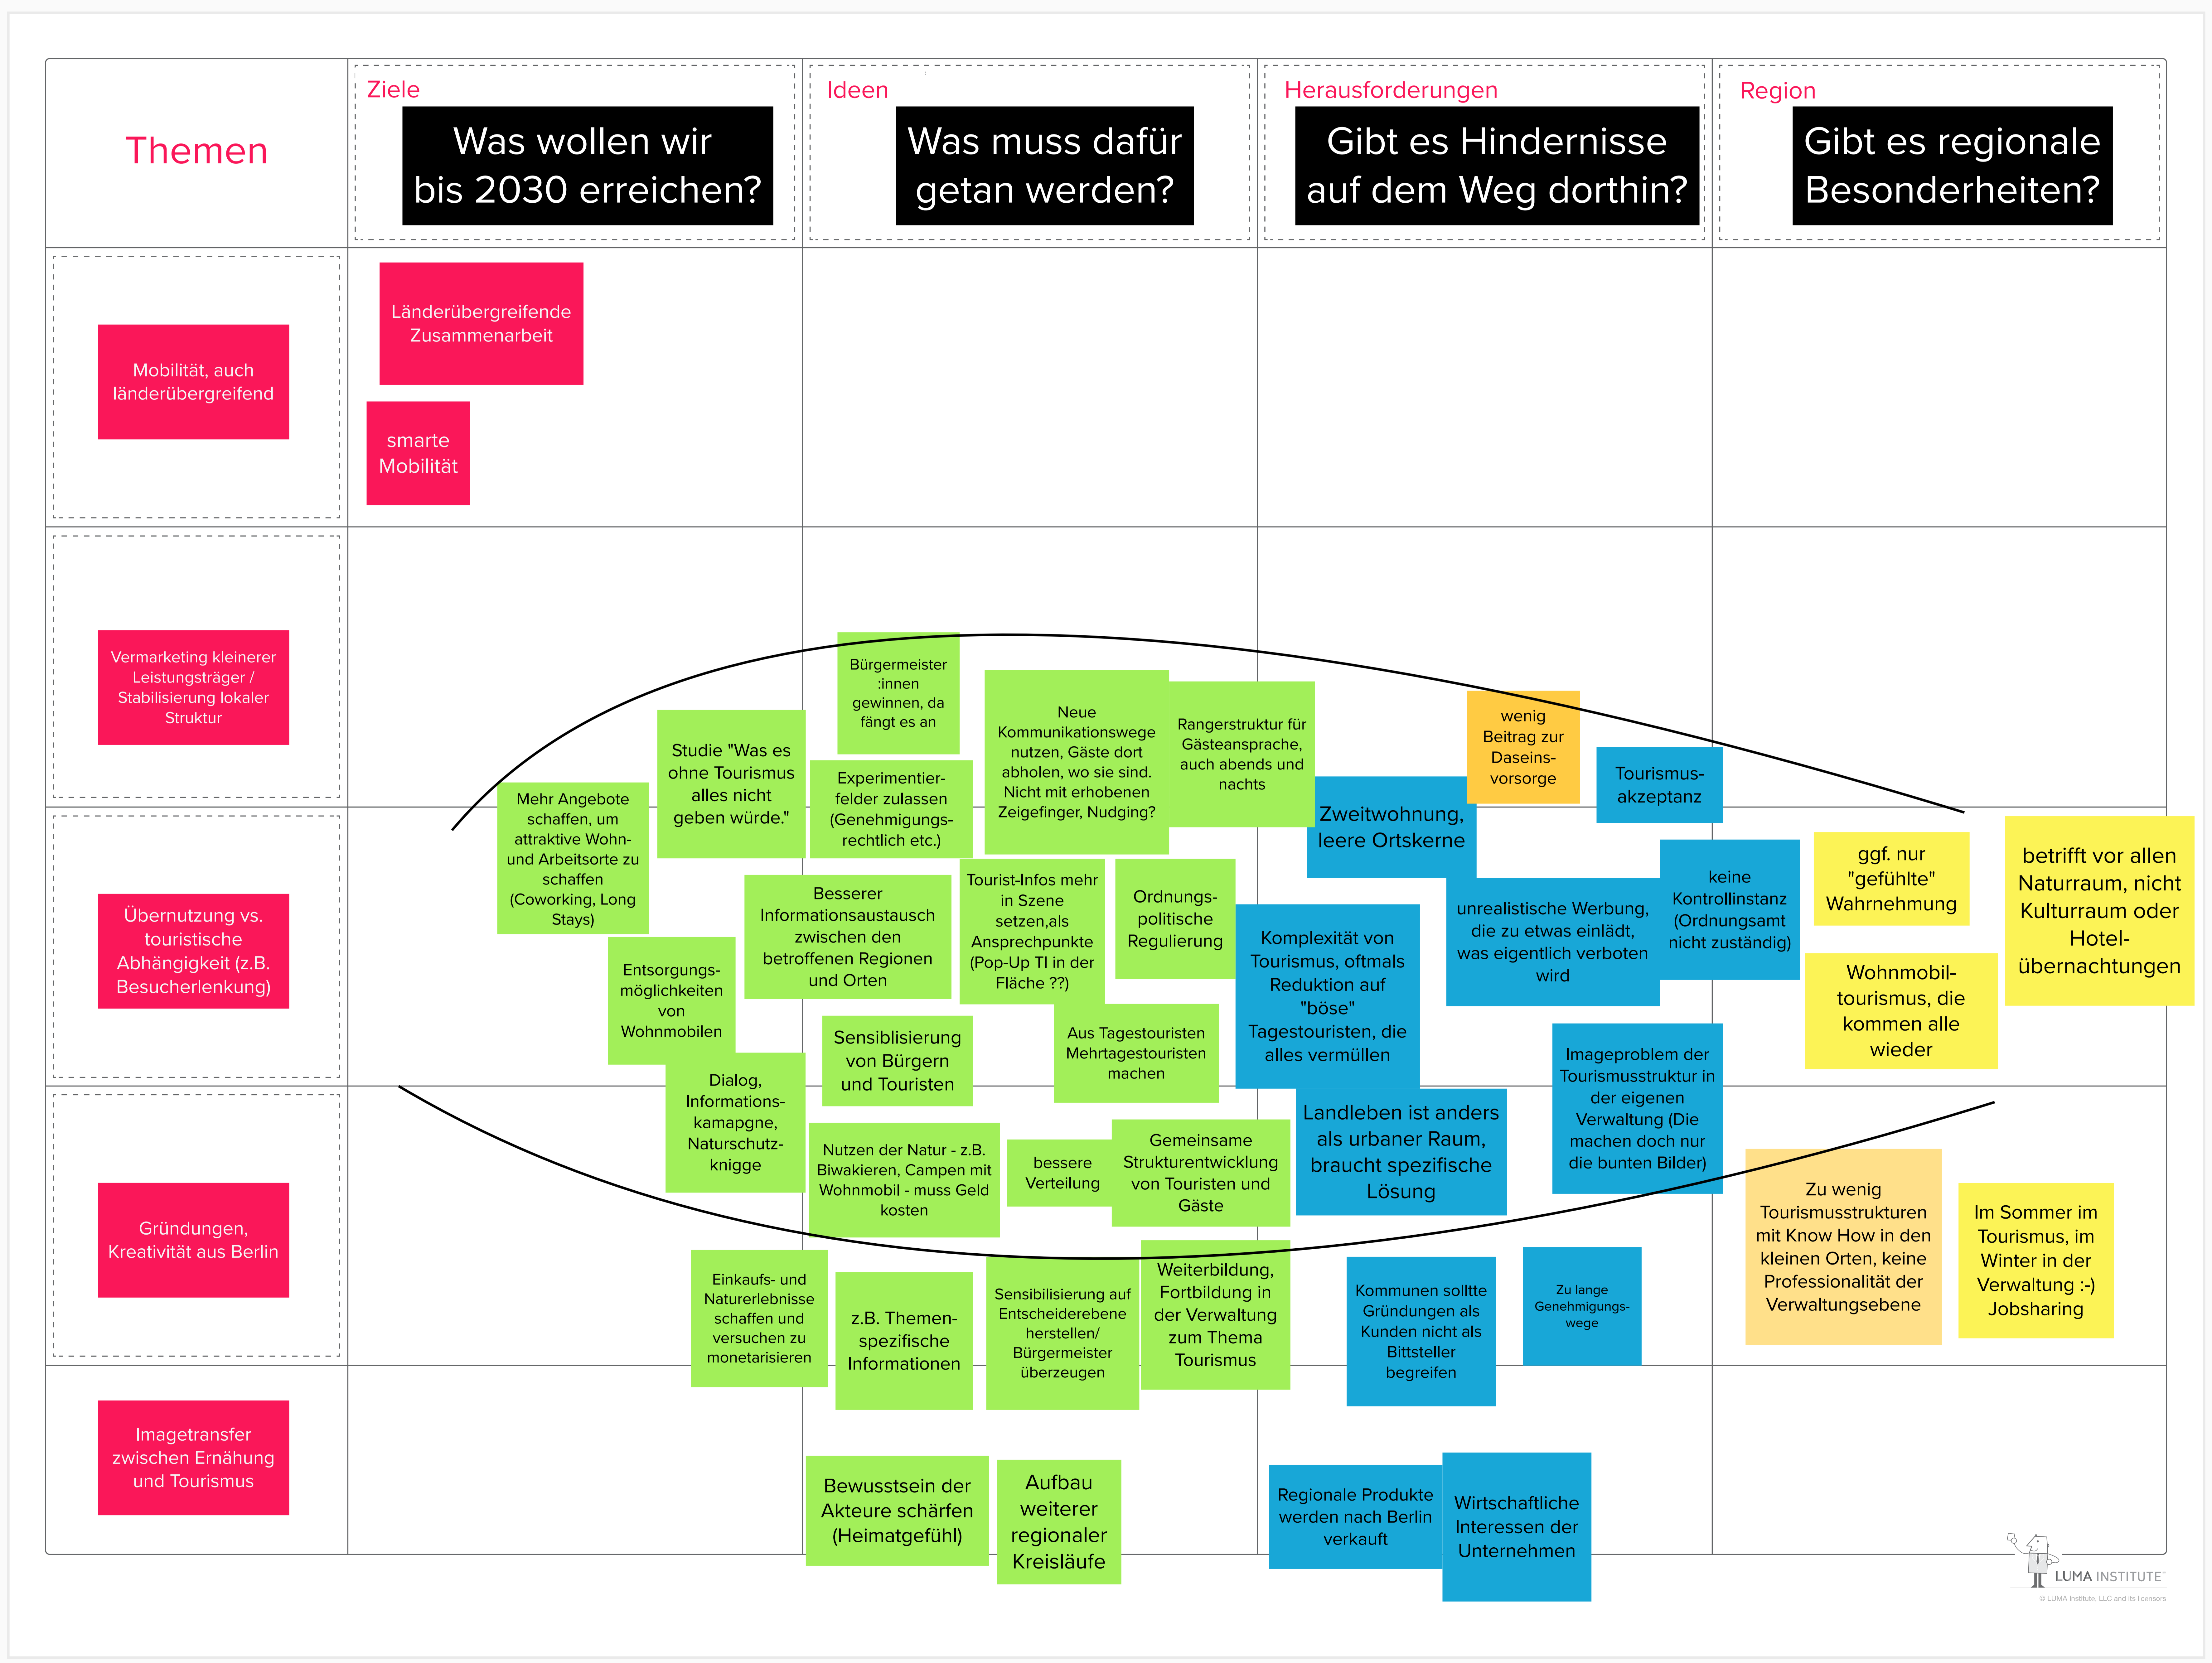 Themen
Ziele
Was wollen wir
bis 2030 erreichen?
Ideen
Was muss dafür
getan werden?
Herausforderungen
Gibt es Hindernisse
auf dem Weg dorthin?
Region
Gibt es regionale
Besonderheiten?
Mobilität, auch
länderübergreifend
Länderübergreifende
Zusammenarbeit
smarte
Mobilität
Vermarketing kleinerer
Leistungsträger /
Stabilisierung lokaler
Struktur
Bürgermeister
:innen
gewinnen, da
fängt es an
Studie "Was es
ohne Tourismus
alles nicht
geben würde."
Neue
Kommunikationswege
nutzen, Gäste dort
abholen, wo sie sind.
Nicht mit erhobenen
Zeigefinger, Nudging?
Rangerstruktur für
Gästeansprache,
auch abends und
nachts
wenig
Beitrag zur
Daseins-
vorsorge
Tourismus-
akzeptanz
Experimentier-
felder zulassen
(Genehmigungs-
rechtlich etc.)
Mehr Angebote
schaffen, um
attraktive Wohn-
und Arbeitsorte zu
schaffen
(Coworking, Long
Stays)
Zweitwohnung,
leere Ortskerne
Übernutzung vs.
touristische
Abhängigkeit (z.B.
Besucherlenkung)
Besserer
Informationsaustausch
zwischen den
betroffenen Regionen
und Orten
Tourist-Infos mehr
in Szene
setzen,als
Ansprechpunkte
(Pop-Up TI in der
Fläche ??)
Ordnungs-
politische
Regulierung
Komplexität von
Tourismus, oftmals
Reduktion auf
"böse"
Tagestouristen, die
alles vermüllen
unrealistische Werbung,
die zu etwas einlädt,
was eigentlich verboten
wird
keine
Kontrollinstanz
(Ordnungsamt
nicht zuständig)
ggf. nur
"gefühlte"
Wahrnehmung
betrifft vor allen
Naturraum, nicht
Kulturraum oder
Hotel-
übernachtungen
Wohnmobil-
tourismus, die
kommen alle
wieder
Entsorgungs-
möglichkeiten
von
Wohnmobilen
Sensiblisierung
von Bürgern
und Touristen
Aus Tagestouristen
Mehrtagestouristen
machen
Imageproblem der
Tourismusstruktur in
der eigenen
Verwaltung (Die
machen doch nur
die bunten Bilder)
Dialog,
Informations-
kamapgne,
Naturschutz-
knigge
Nutzen der Natur - z.B.
Biwakieren, Campen mit
Wohnmobil - muss Geld
kosten
bessere
Verteilung
Gemeinsame
Strukturentwicklung
von Touristen und
Gäste
Landleben ist anders
als urbaner Raum,
braucht spezifische
Lösung
Gründungen,
Kreativität aus Berlin
Zu wenig
Tourismusstrukturen
mit Know How in den
kleinen Orten, keine
Professionalität der
Verwaltungsebene
Im Sommer im
Tourismus, im
Winter in der
Verwaltung :-)
Jobsharing
Einkaufs- und
Naturerlebnisse
schaffen und
versuchen zu
monetarisieren
z.B. Themen-
spezifische
Informationen
Sensibilisierung auf
Entscheiderebene
herstellen/
Bürgermeister
überzeugen
Weiterbildung,
Fortbildung in
der Verwaltung
zum Thema
Tourismus
Kommunen solltte
Gründungen als
Kunden nicht als
Bittsteller
begreifen
Zu lange
Genehmigungs-
wege
Imagetransfer
zwischen Ernähung
und Tourismus
Bewusstsein der
Akteure schärfen
(Heimatgefühl)
Aufbau
weiterer
regionaler
Kreisläufe
Regionale Produkte
werden nach Berlin
verkauft
Wirtschaftliche
Interessen der
Unternehmen
LUMA INSTITUTE
© LUMA Institute, LLC and its licensors